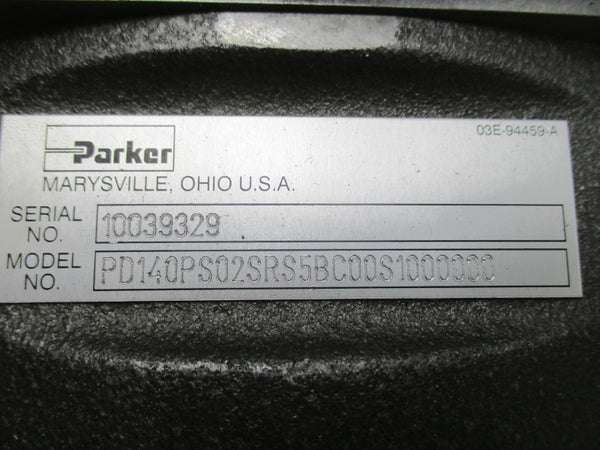 03E-94459-A
Parker
MARYSVILLE, OHIO U.S.A.
SERIAL NO. 10039329
MODEL NO. PD140PS02SRS5BC00S1000000